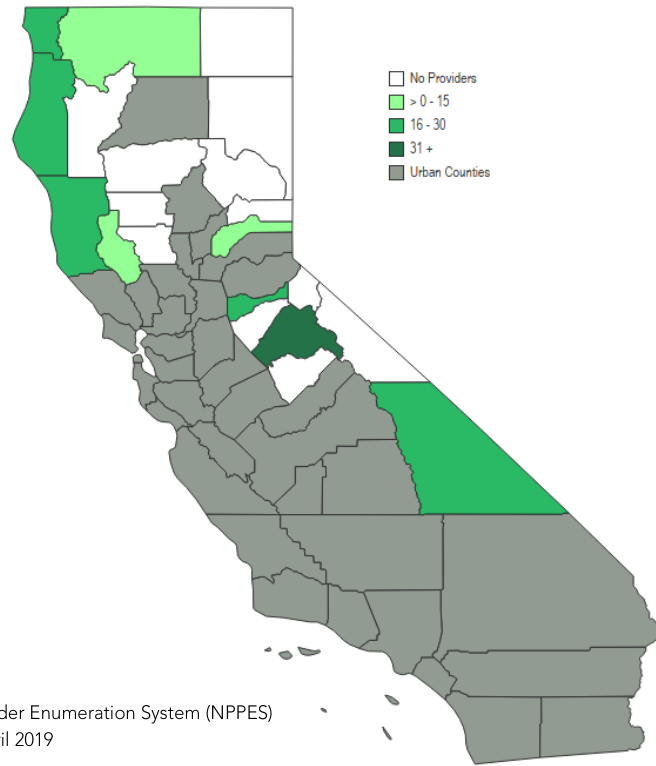 No Providers
> 0 - 15
16 - 30
31 +
Urban Counties
der Enumeration System (NPPES)
il 2019